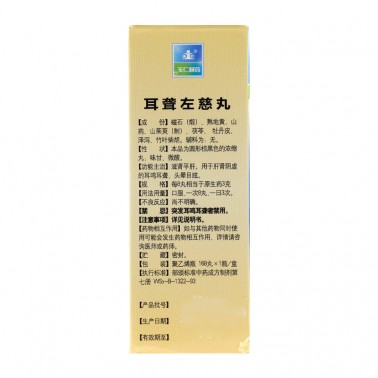 耳聋左慈丸
【成　份】磁石（煅）、熟地黄、山
药、山茱萸（制）、茯苓、牡丹皮、
泽泻、竹叶柴胡。辅料为：无。
【性　状】本品为圆形棕黑色的浓缩
丸，味甘、微酸。
【功能主治】滋肾平肝。用于肝肾阴虚
的耳鸣耳聋，头晕目眩。
【规　格】每8丸相当于原生药3克
【用法用量】口服，一次8丸，一日3次。
【不良反应】尚不明确。
【禁　忌】突发耳鸣耳聋者禁用。
【注意事项】详见说明书。
【药物相互作用】如与其他药物同时使
用可能会发生药物相互作用，详情请咨
询医师或药师。
【贮　藏】密封。
【包　装】聚乙烯瓶 168丸×1瓶/盒
【执行标准】部颁标准中药成方制剂第
七册 WS3-B-1322-93
【产品批号】
【生产日期】
【有效期至】